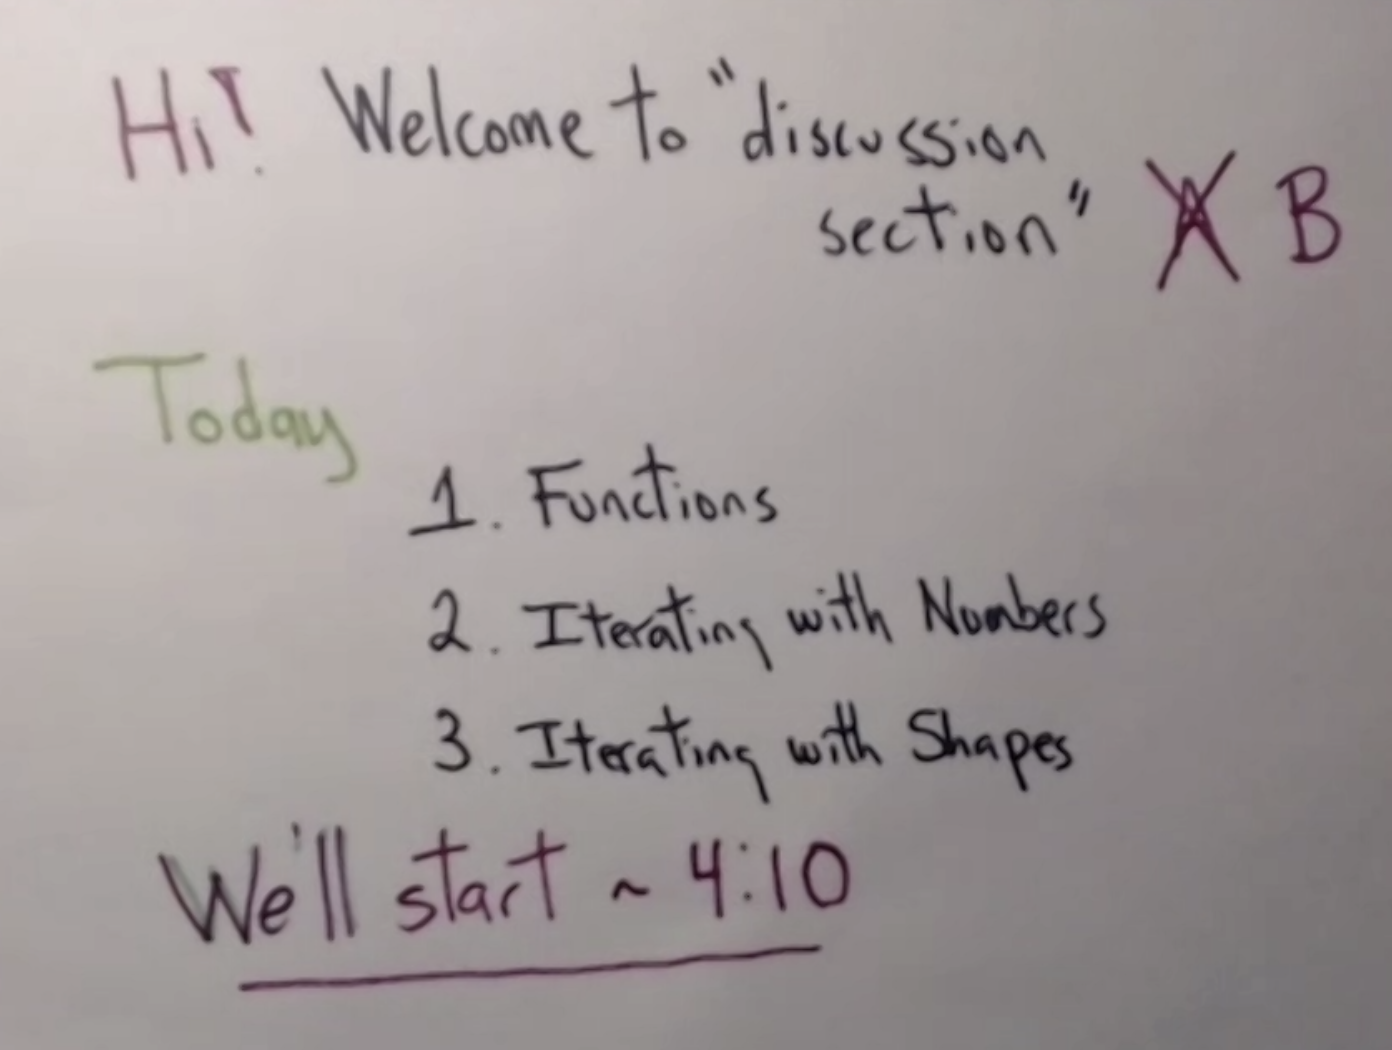 Hi! Welcome to "discussion
section" A B
Today
1. Functions
2. Iterating with Numbers
3. Iterating with Shapes
We'll start ~ 4:10